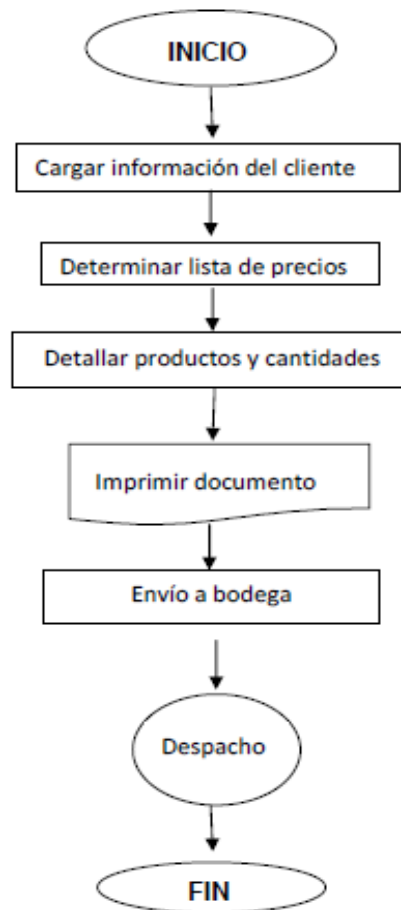 INICIO
Cargar información del cliente
Determinar lista de precios
Detallar productos y cantidades
Imprimir documento
Envío a bodega
Despacho
FIN